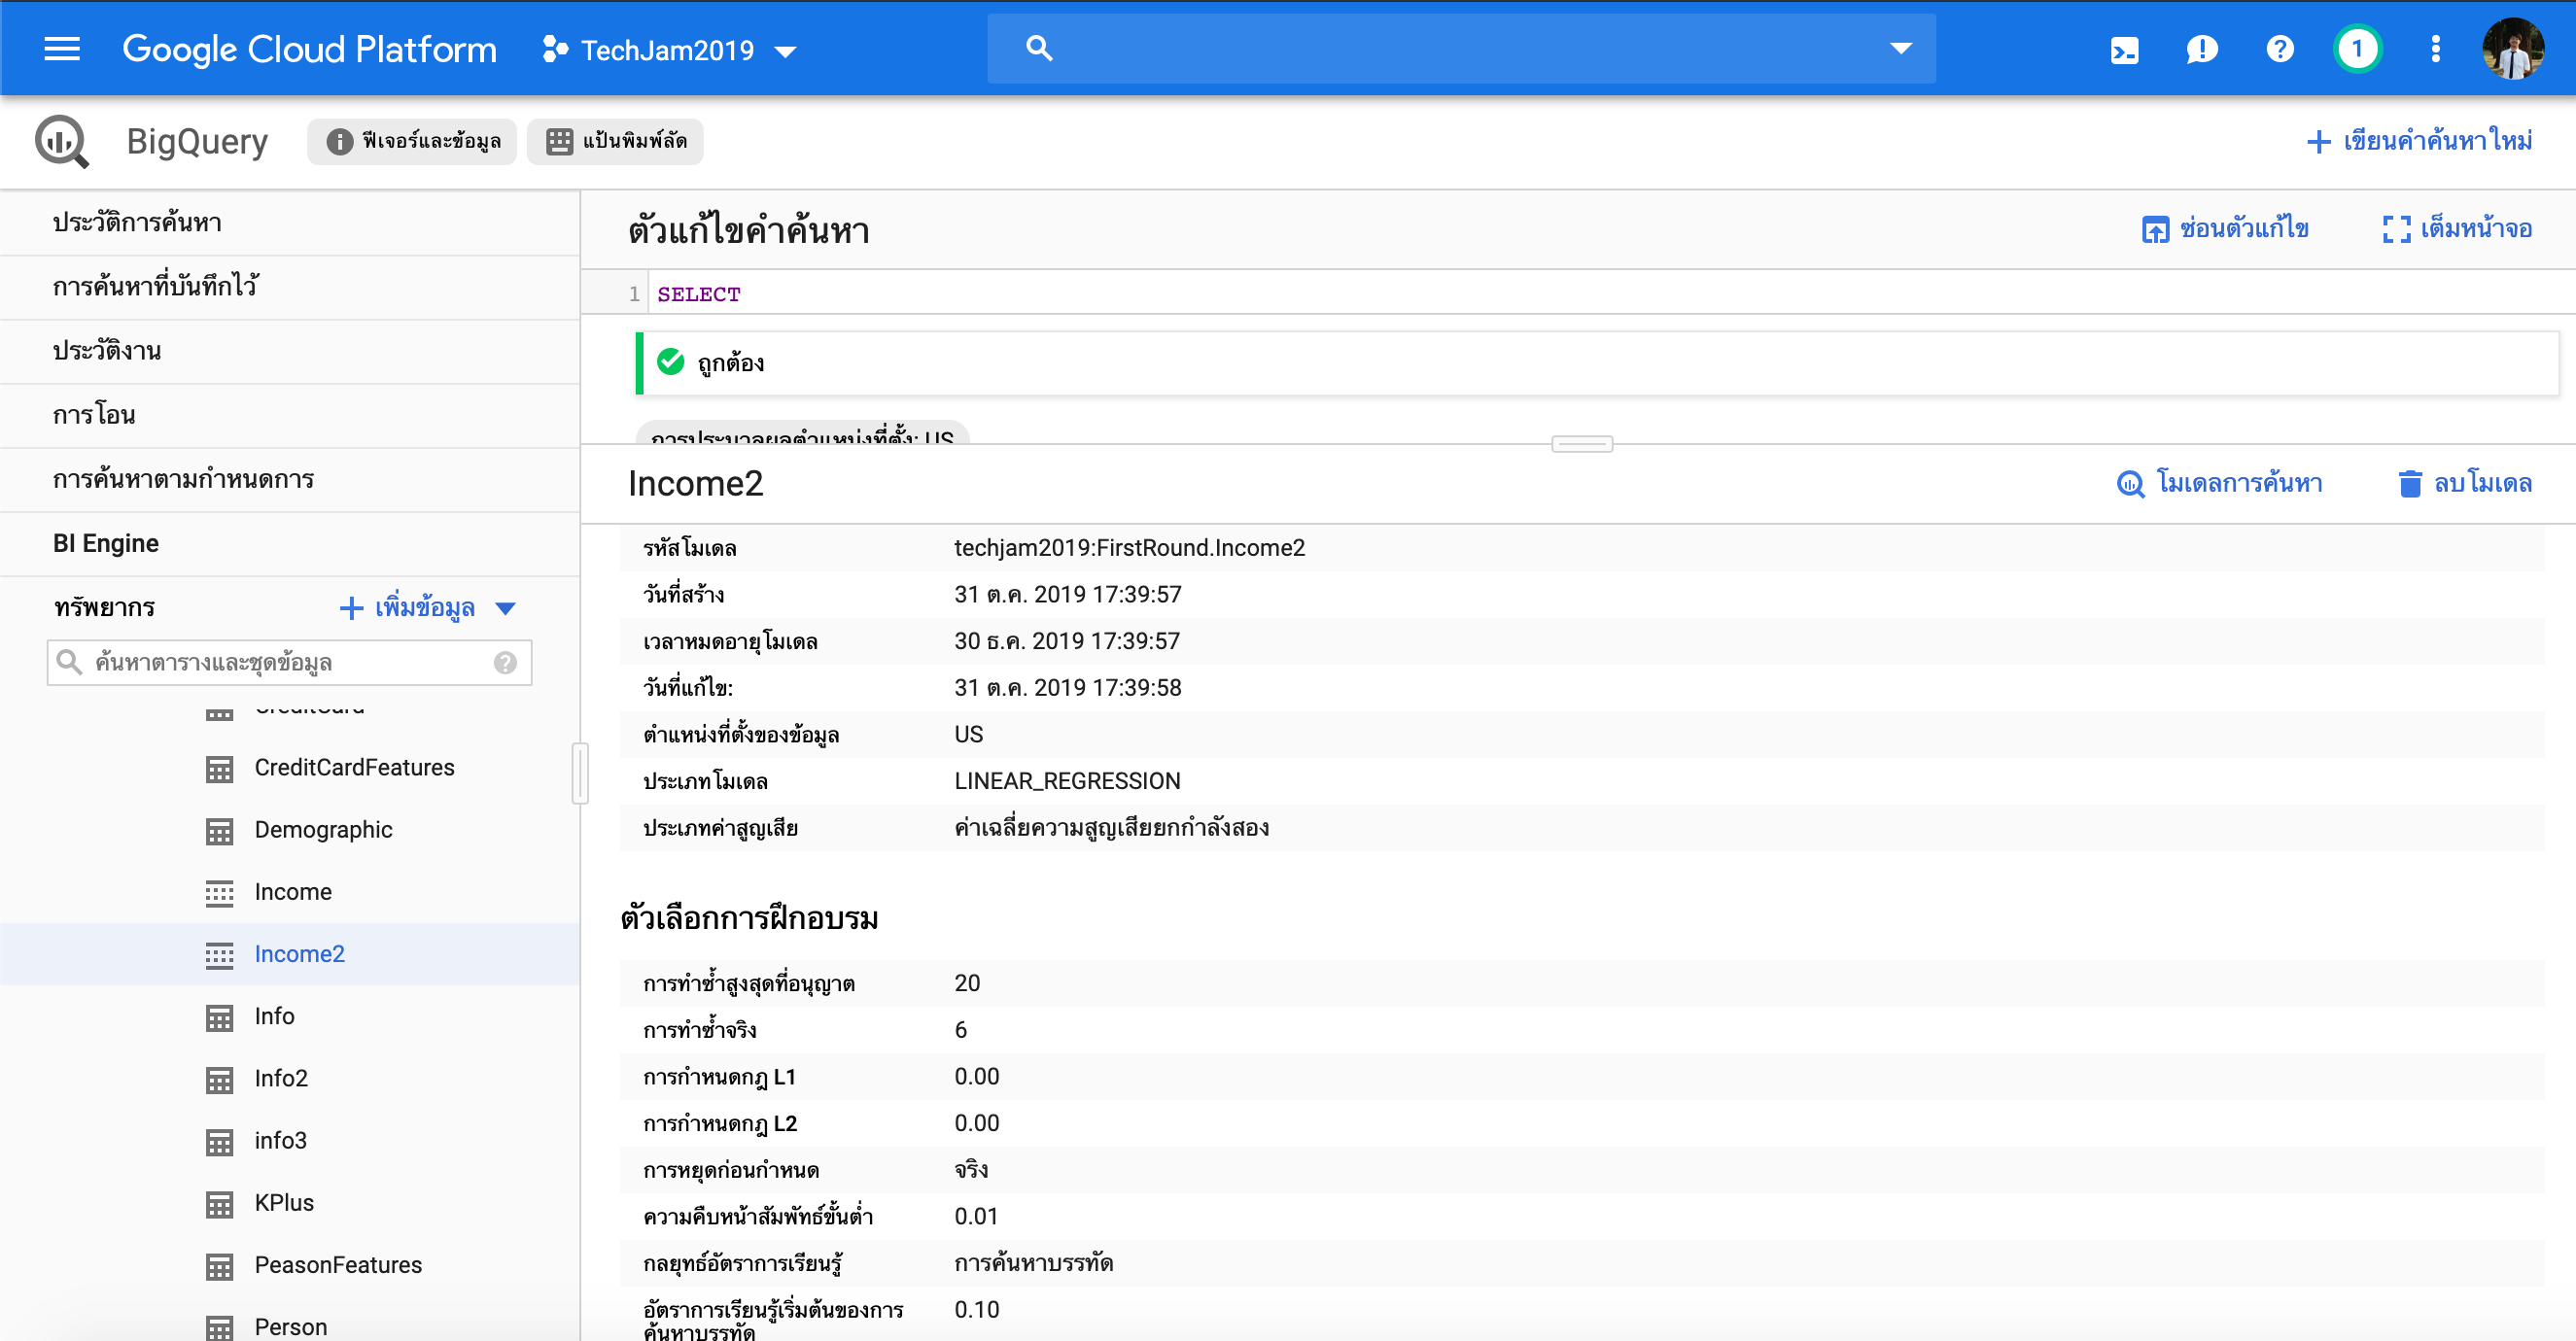 Google Cloud Platform TechJam2019 1
BigQuery ฟีเจอร์และข้อมูล แป้นพิมพ์ลัด เขียนคำค้นหาใหม่
ประวัติการค้นหา
การค้นหาที่บันทึกไว้
ประวัติงาน
การโอน
การค้นหาตามกำหนดการ
BI Engine
ทรัพยากร เพิ่มข้อมูล
ค้นหาตารางและชุดข้อมูล
CreditCard
CreditCardFeatures
Demographic
Income
Income2
Info
Info2
info3
KPlus
PeasonFeatures
Person
ตัวแก้ไขคำค้นหา ซ่อนตัวแก้ไข เต็มหน้าจอ
1 SELECT
ถูกต้อง
การประมวลผลตำแหน่งที่ตั้ง: US
Income2 โมเดลการค้นหา ลบโมเดล
รหัสโมเดล techjam2019:FirstRound.Income2
วันที่สร้าง 31 ต.ค. 2019 17:39:57
เวลาหมดอายุโมเดล 30 ธ.ค. 2019 17:39:57
วันที่แก้ไข: 31 ต.ค. 2019 17:39:58
ตำแหน่งที่ตั้งของข้อมูล US
ประเภทโมเดล LINEAR_REGRESSION
ประเภทค่าสูญเสีย ค่าเฉลี่ยความสูญเสียยกกำลังสอง
ตัวเลือกการฝึกอบรม
การทำซ้ำสูงสุดที่อนุญาต 20
การทำซ้ำจริง 6
การกำหนดกฎ L1 0.00
การกำหนดกฎ L2 0.00
การหยุดก่อนกำหนด จริง
ความคืบหน้าสัมพัทธ์ขั้นต่ำ 0.01
กลยุทธ์อัตราการเรียนรู้ การค้นหาบรรทัด
อัตราการเรียนรู้เริ่มต้นของการ 0.10
ค้นหาบรรทัด